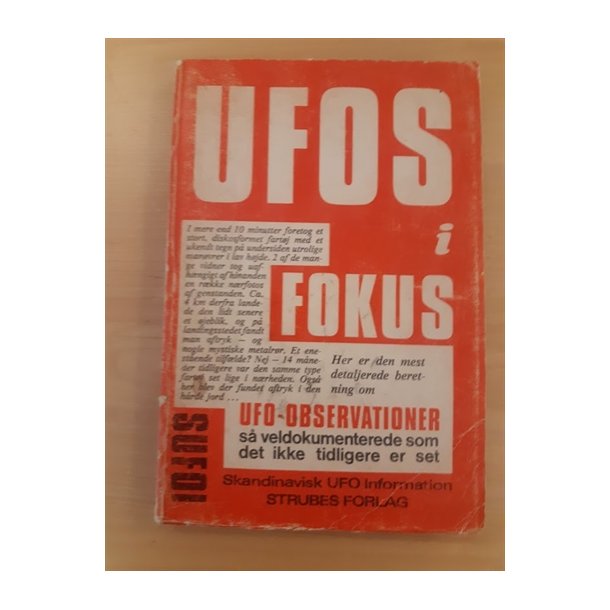 UFOS
i
FOKUS
I mere end 10 minutter foretog et
stort, diskosformet fartøj med et
ukendt tegn på undersiden utrolige
manøvrer i lav højde. 2 af de man-
ge vidner tog uaf-
hængigt af hinanden
en række nærfotos
af genstanden. Ca.
4 km derfra lande-
de den lidt senere
et øjeblik, og på
landingsstedet fandt
man aftryk – og
nogle mystiske metalrør. Et ene-
stående tilfælde? Nej – 14 måne-
der tidligere var den samme type
fartøj set lige i nærheden. Også
her blev der fundet aftryk i den
hårde jord ...
Her er den mest
detaljerede beret-
ning om
UFO-OBSERVATIONER
så veldokumenterede som
det ikke tidligere er set
SUFOI
Skandinavisk UFO Information
STRUBES FORLAG